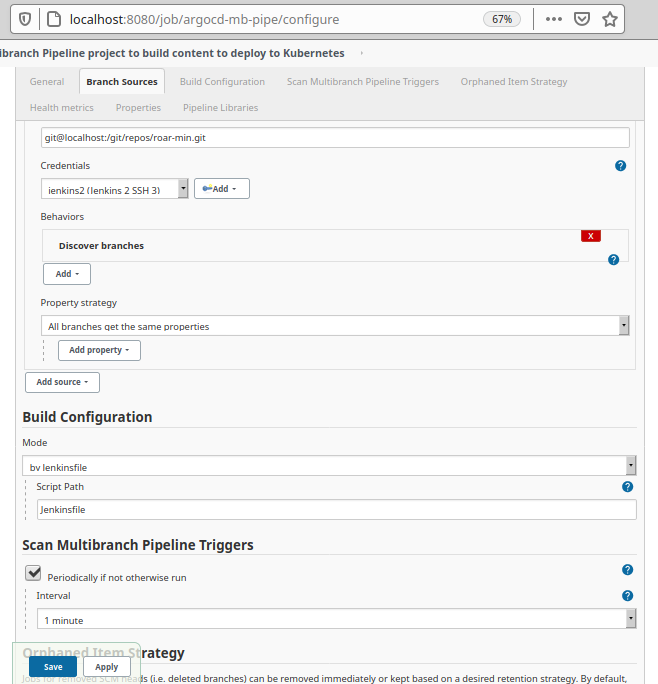 localhost:8080/job/argocd-mb-pipe/configure
67%
ibranch Pipeline project to build content to deploy to Kubernetes
General Branch Sources Build Configuration Scan Multibranch Pipeline Triggers Orphaned Item Strategy
Health metrics Properties Pipeline Libraries
git@localhost:/git/repos/roar-min.git
Credentials
?
jenkins2 (Jenkins 2 SSH 3)
Add
Behaviors
X
Discover branches
?
Add
Property strategy
All branches get the same properties
Add property
Add source
Build Configuration
Mode
by Jenkinsfile
Script Path
?
Jenkinsfile
Scan Multibranch Pipeline Triggers
Periodically if not otherwise run
?
Interval
?
1 minute
Orphaned Item Strategy
Save Apply
Jobs for removed SCM heads (i.e. deleted branches) can be removed immediately or kept based on a desired retention strategy. By default,